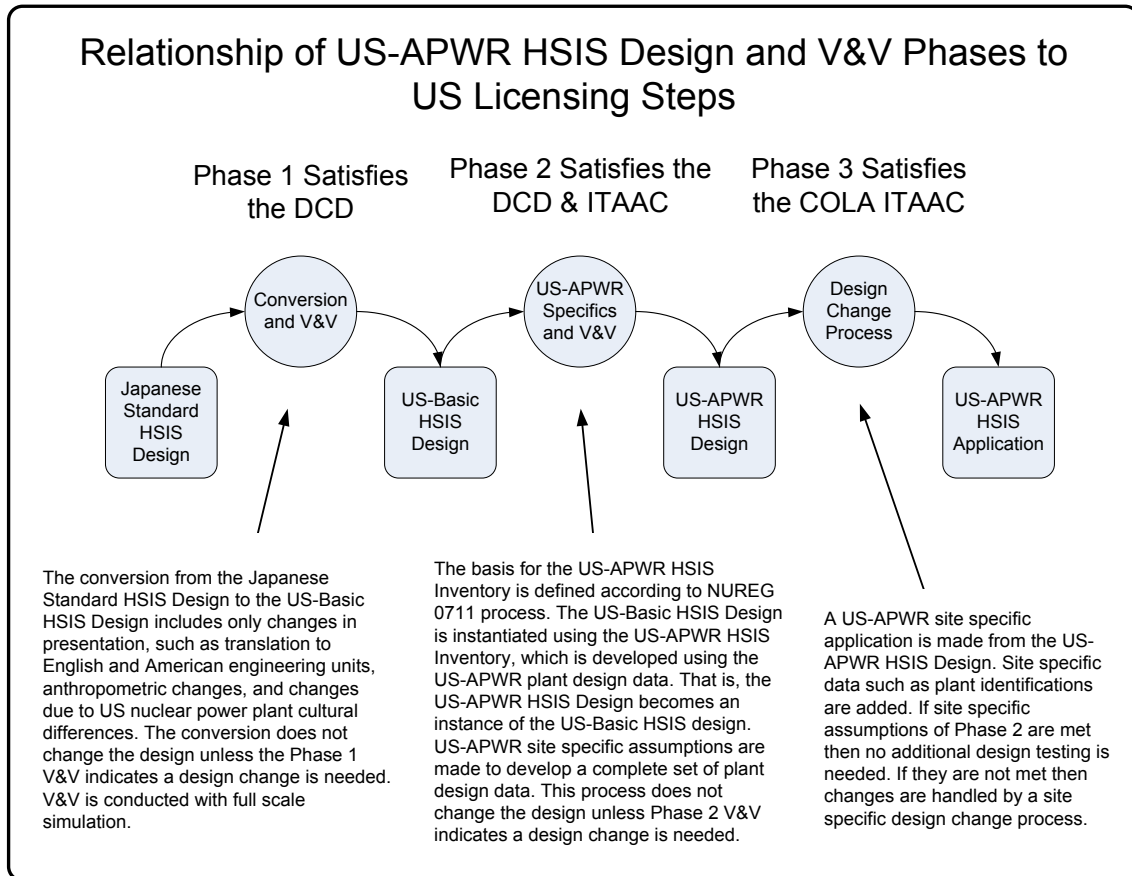 Relationship of US-APWR HSIS Design and V&V Phases to
US Licensing Steps
Phase 1 Satisfies
the DCD
Phase 2 Satisfies the
DCD & ITAAC
Phase 3 Satisfies
the COLA ITAAC
Conversion
and V&V
US-APWR
Specifics
and V&V
Design
Change
Process
Japanese
Standard
HSIS
Design
US-Basic
HSIS
Design
US-APWR
HSIS
Design
US-APWR
HSIS
Application
The conversion from the Japanese
Standard HSIS Design to the US-Basic
HSIS Design includes only changes in
presentation, such as translation to
English and American engineering units,
anthropometric changes, and changes
due to US nuclear power plant cultural
differences. The conversion does not
change the design unless the Phase 1
V&V indicates a design change is needed.
V&V is conducted with full scale
simulation.
The basis for the US-APWR HSIS
Inventory is defined according to NUREG
0711 process. The US-Basic HSIS Design
is instantiated using the US-APWR HSIS
Inventory, which is developed using the
US-APWR plant design data. That is, the
US-APWR HSIS Design becomes an
instance of the US-Basic HSIS design.
US-APWR site specific assumptions are
made to develop a complete set of plant
design data. This process does not
change the design unless Phase 2 V&V
indicates a design change is needed.
A US-APWR site specific
application is made from the US-
APWR HSIS Design. Site specific
data such as plant identifications
are added. If site specific
assumptions of Phase 2 are met
then no additional design testing is
needed. If they are not met then
changes are handled by a site
specific design change process.